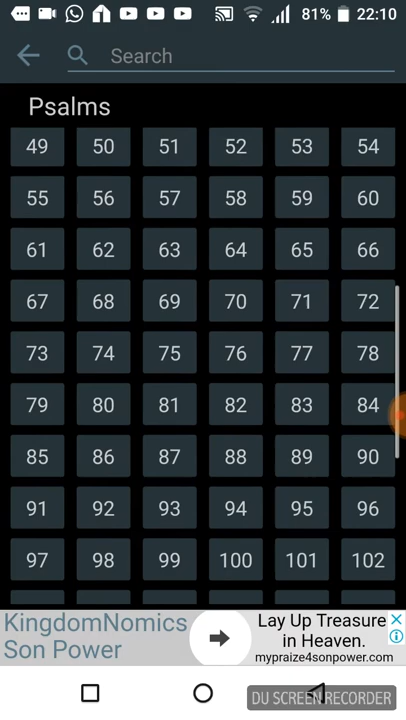 81% 22:10
Search
Psalms
49 50 51 52 53 54
55 56 57 58 59 60
61 62 63 64 65 66
67 68 69 70 71 72
73 74 75 76 77 78
79 80 81 82 83 84
85 86 87 88 89 90
91 92 93 94 95 96
97 98 99 100 101 102
KingdomNomics
Son Power
Lay Up Treasure
in Heaven.
mypraize4sonpower.com
DU SCREEN RECORDER